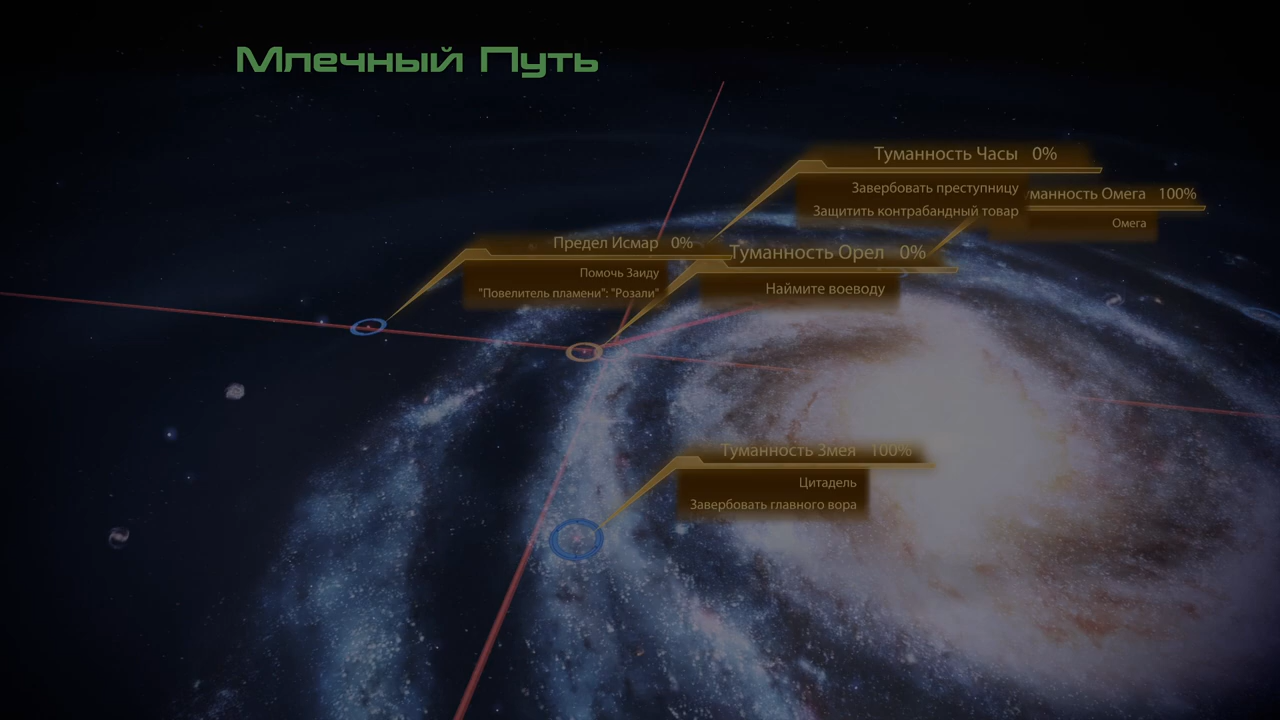 Млечный Путь
Туманность Часы 0%
Завербовать преступницу
Защитить контрабандный товар
Омега 100%
Омега
Предел Исмар 0%
Помочь Заиду
"Повелитель пламени": "Розали"
Туманность Орел 0%
Наймите воеводу
Туманность Змея 100%
Цитадель
Завербовать главного вора